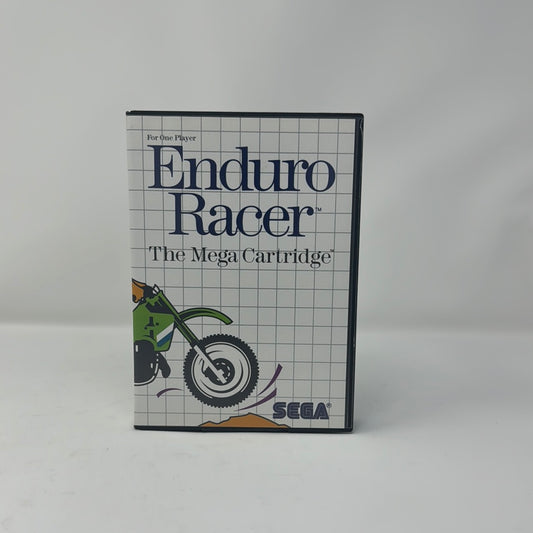 For One Player
Enduro
Racer™
The Mega Cartridge™
SEGA®